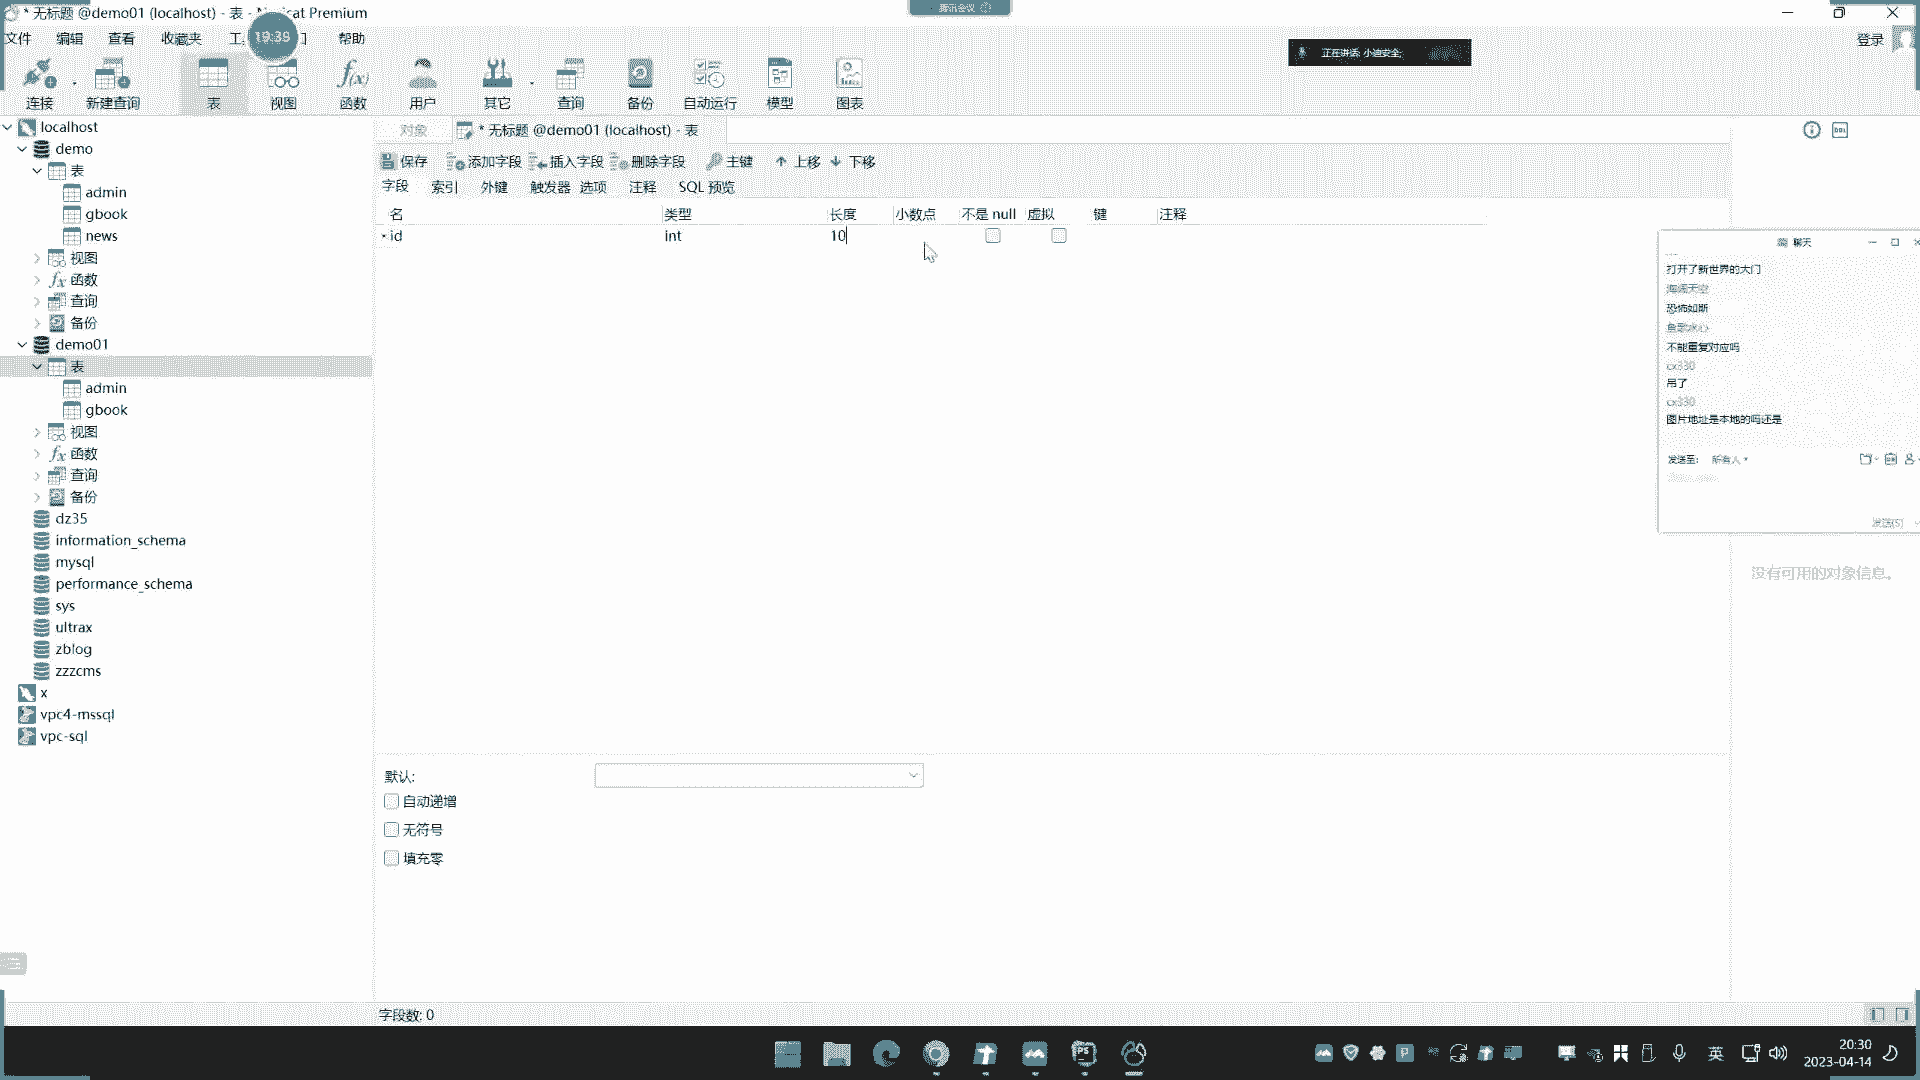 * 无标题 @demo01 (localhost) - 表 - Navicat Premium
腾讯会议
文件 编辑 查看 收藏夹 帮助
19:39
登录
正在讲话: 小迪安全;
连接 新建查询 表 视图 函数 用户 其它 查询 备份 自动运行 模型 图表
localhost
demo
表
admin
gbook
news
视图
函数
查询
备份
demo01
表
admin
gbook
视图
函数
查询
备份
dz35
information_schema
mysql
performance_schema
sys
ultrax
zblog
zzzcms
x
vpc4-mssql
vpc-sql
对象 * 无标题 @demo01 (localhost) - 表
保存 添加字段 插入字段 删除字段 主键 上移 下移
字段 索引 外键 触发器 选项 注释 SQL 预览
名 类型 长度 小数点 不是 null 虚拟 键 注释
id int 10
默认:
自动递增
无符号
填充零
字段数: 0
聊天
打开了新世界的大门
恐怖如斯
不能重复对应吗
cx330
吊了
cx330
图片地址是本地的吗还是
发送至: 所有人
发送(S)
没有可用的对象信息。
英
20:30
2023-04-14